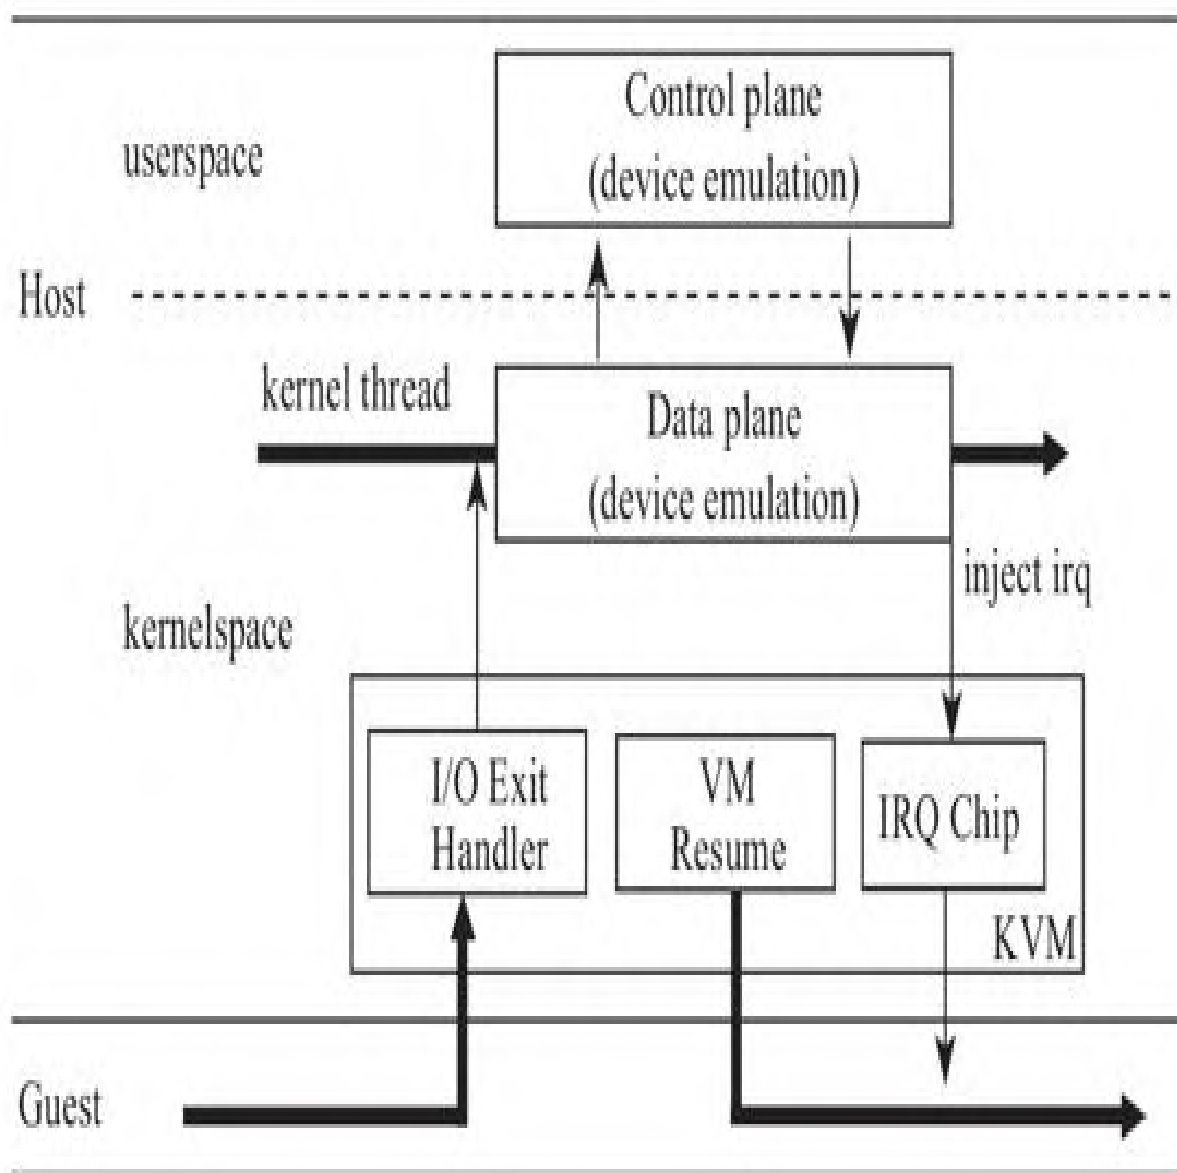 Control plane
(device emulation)
userspace
Host
kernel thread
Data plane
(device emulation)
inject irq
kernelspace
I/O Exit
Handler
VM
Resume
IRQ Chip
KVM
Guest